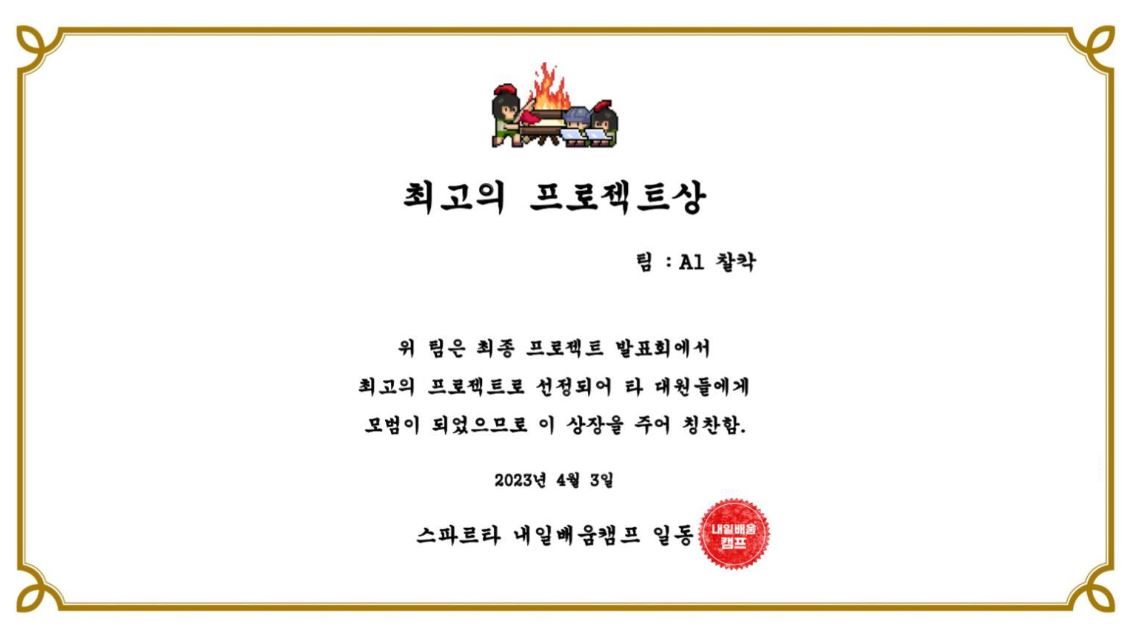 최고의 프로젝트상
팀 : A1 찰칵
위 팀은 최종 프로젝트 발표회에서
최고의 프로젝트로 선정되어 타 대원들에게
모범이 되었으므로 이 상장을 주어 칭찬함.
2023년 4월 3일
스파르타 내일배움캠프 일동
내일배움
캠프